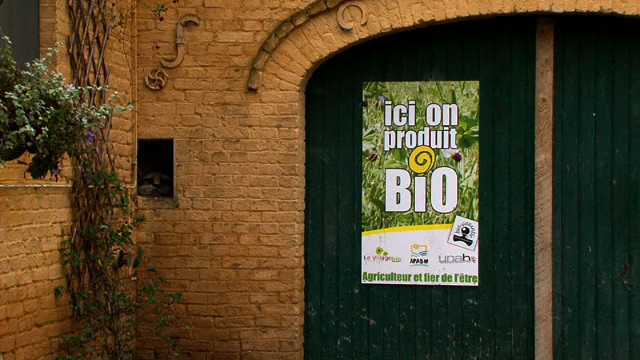 ici on
produit
BiO
Le Village bio
APAQ-W
unab
Agriculteur et fier de l'être